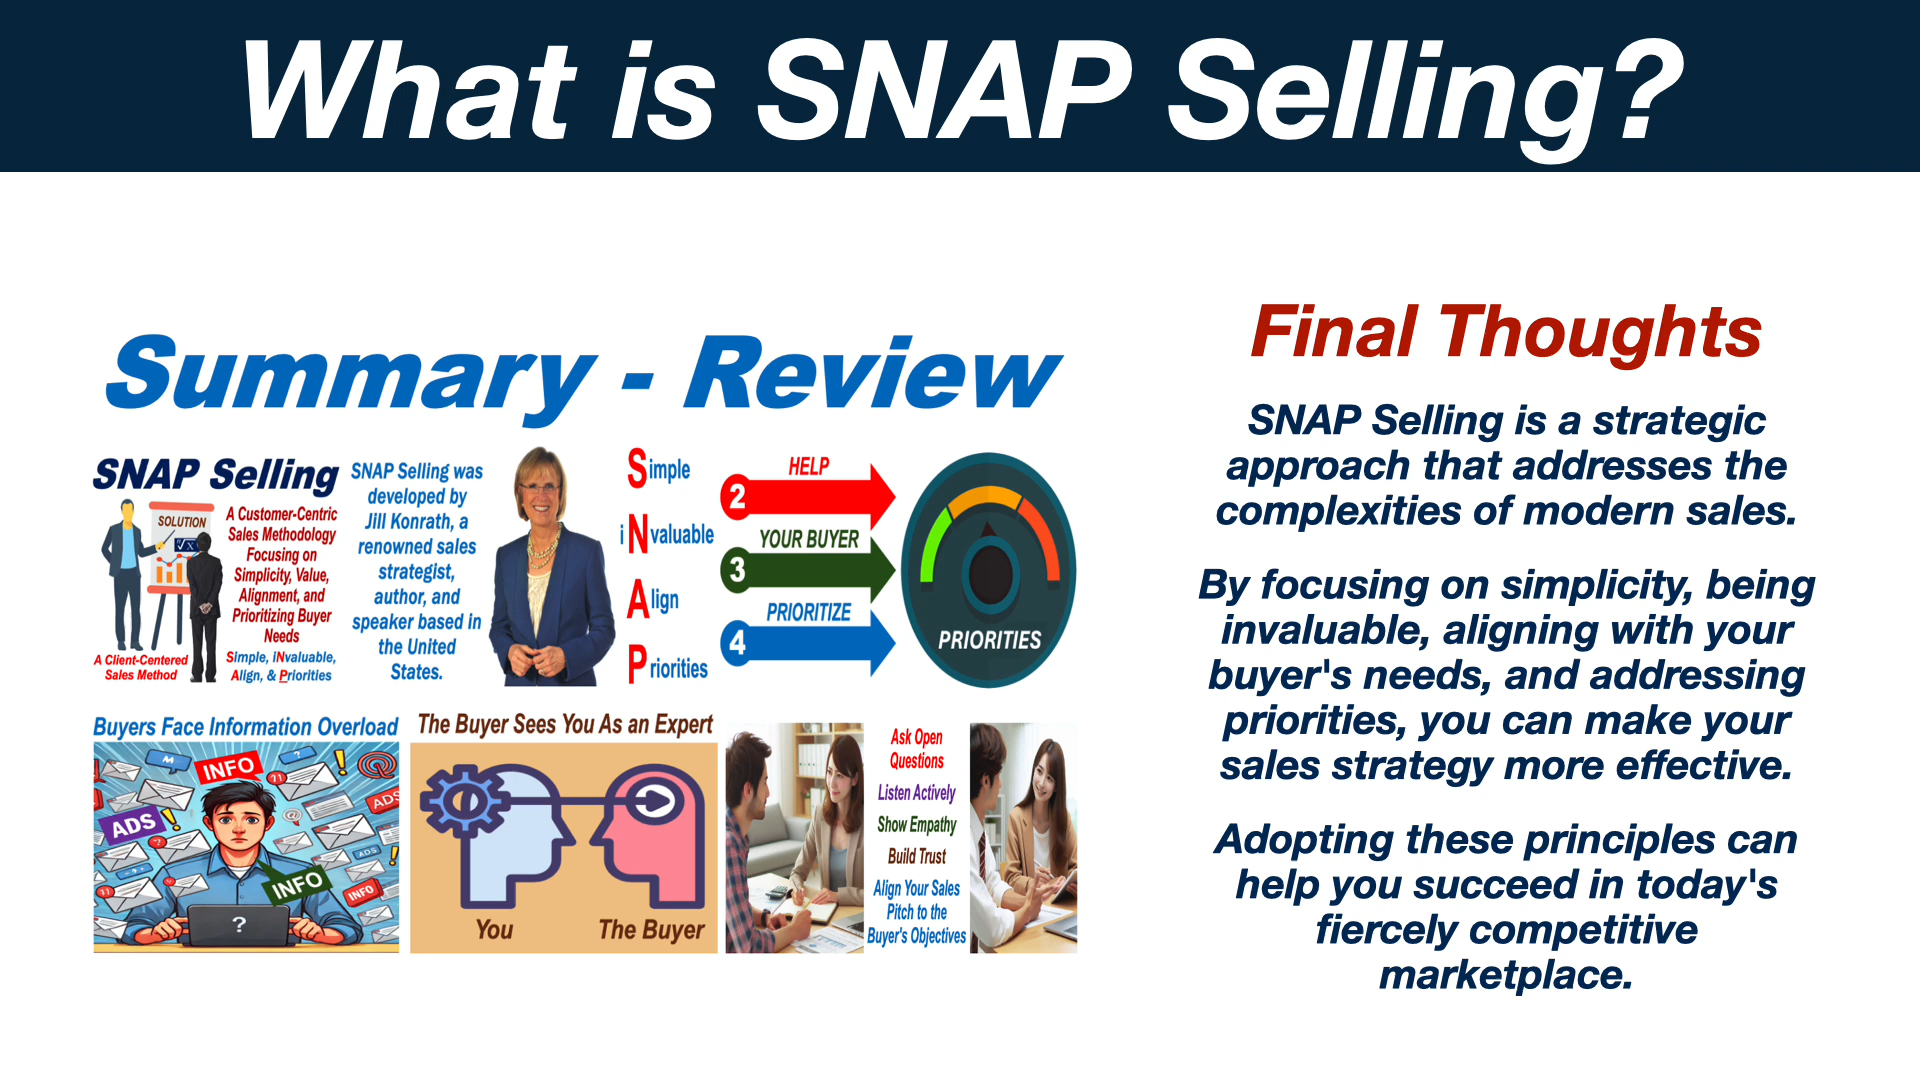 What is SNAP Selling?
Summary - Review
SNAP Selling
SOLUTION
√x
A Client-Centered
Sales Method
A Customer-Centric
Sales Methodology
Focusing on
Simplicity, Value,
Alignment, and
Prioritizing Buyer
Needs
Simple, iNvaluable,
Align, & Priorities
SNAP Selling was
developed by
Jill Konrath, a
renowned sales
strategist,
author, and
speaker based in
the United
States.
Simple
iNvaluable
Align
Priorities
HELP
2
YOUR BUYER
3
PRIORITIZE
4
PRIORITIES
Buyers Face Information Overload
INFO
ADS
ADS
ADS
INFO
INFO
?
The Buyer Sees You As an Expert
You
The Buyer
Ask Open
Questions
Listen Actively
Show Empathy
Build Trust
Align Your Sales
Pitch to the
Buyer's Objectives
Final Thoughts
SNAP Selling is a strategic
approach that addresses the
complexities of modern sales.
By focusing on simplicity, being
invaluable, aligning with your
buyer's needs, and addressing
priorities, you can make your
sales strategy more effective.
Adopting these principles can
help you succeed in today's
fiercely competitive
marketplace.